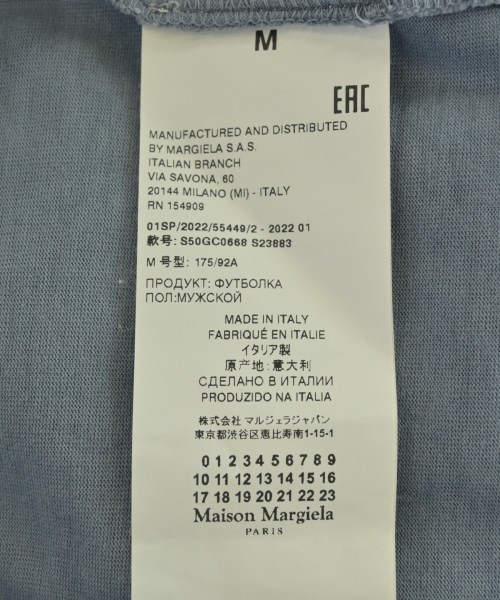 M
EAC
MANUFACTURED AND DISTRIBUTED
BY MARGIELA S.A.S.
ITALIAN BRANCH
VIA SAVONA, 60
20144 MILANO (MI) - ITALY
RN 154909
01SP/2022/55449/2 - 2022 01
款号: S50GC0668 S23883
M 号型: 175/92A
ПРОДУКТ: ФУТБОЛКА
ПОЛ:МУЖСКОЙ
MADE IN ITALY
FABRIQUÉ EN ITALIE
イタリア製
原产地:意大利
СДЕЛАНО В ИТАЛИИ
PRODUZIDO NA ITALIA
株式会社 マルジェラジャパン
東京都渋谷区恵比寿南1-15-1
0 1 2 3 4 5 6 7 8 9
10 11 12 13 14 15 16
17 18 19 20 21 22 23
Maison Margiela
PARIS